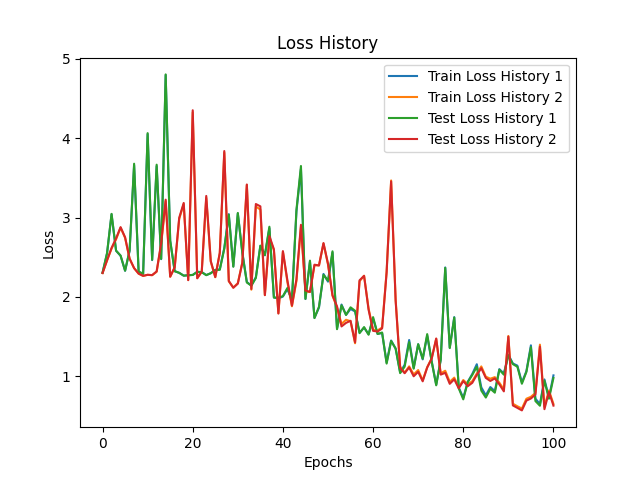 Loss History
Train Loss History 1
Train Loss History 2
Test Loss History 1
Test Loss History 2
Loss
5
4
3
2
1
0 20 40 60 80 100
Epochs